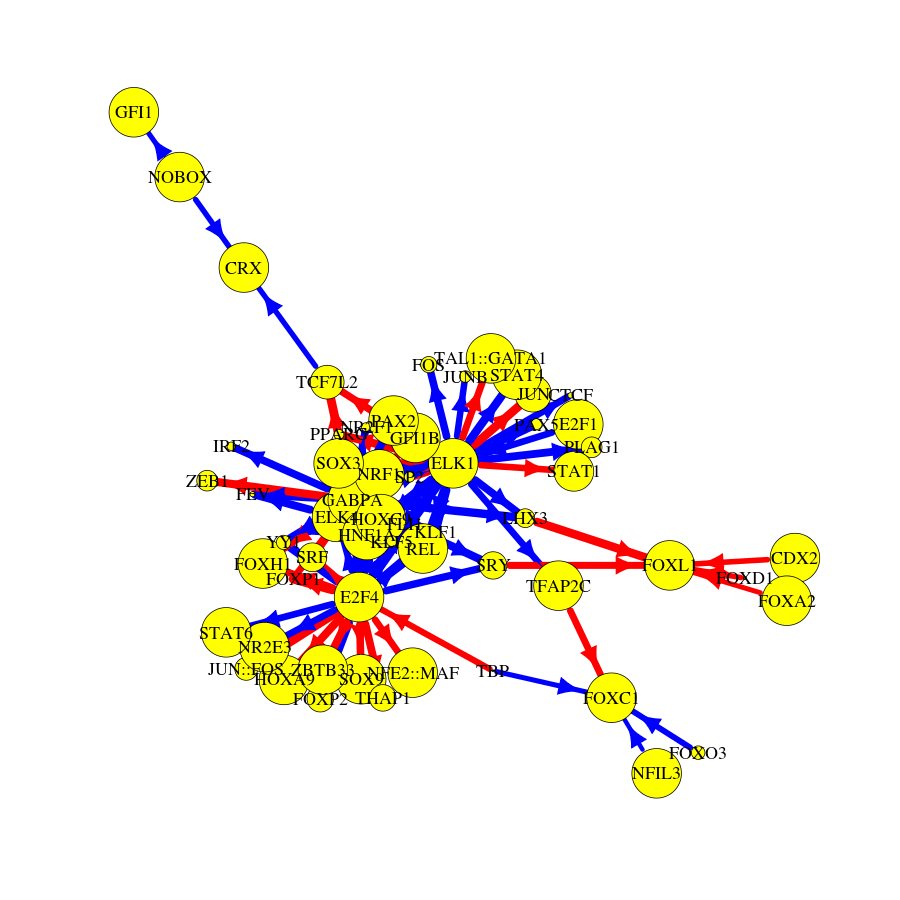 GFI1
NOBOX
CRX
TAL1::GATA1
FOS
JUNB
STAT4
TCF7L2
JUN
CTCF
PAX2
NR2F1
PAX5
E2F1
PPARG
GFI1B
IRF2
PLAG1
SOX3
NRF1
SP2
ELK1
STAT1
ZEB1
FEV
GABPA
ELK4
HOXC9
LHX3
HNF1A
KLF1
KLF5
YY1
REL
SRF
FOXH1
FOXP1
SRY
FOXL1
CDX2
FOXD1
TFAP2C
E2F4
FOXA2
STAT6
NR2E3
JUN::FOS
ZBTB33
HOXA9
SOX9
NFE2::MAF
TBP
FOXP2
THAP1
FOXC1
FOXO3
NFIL3